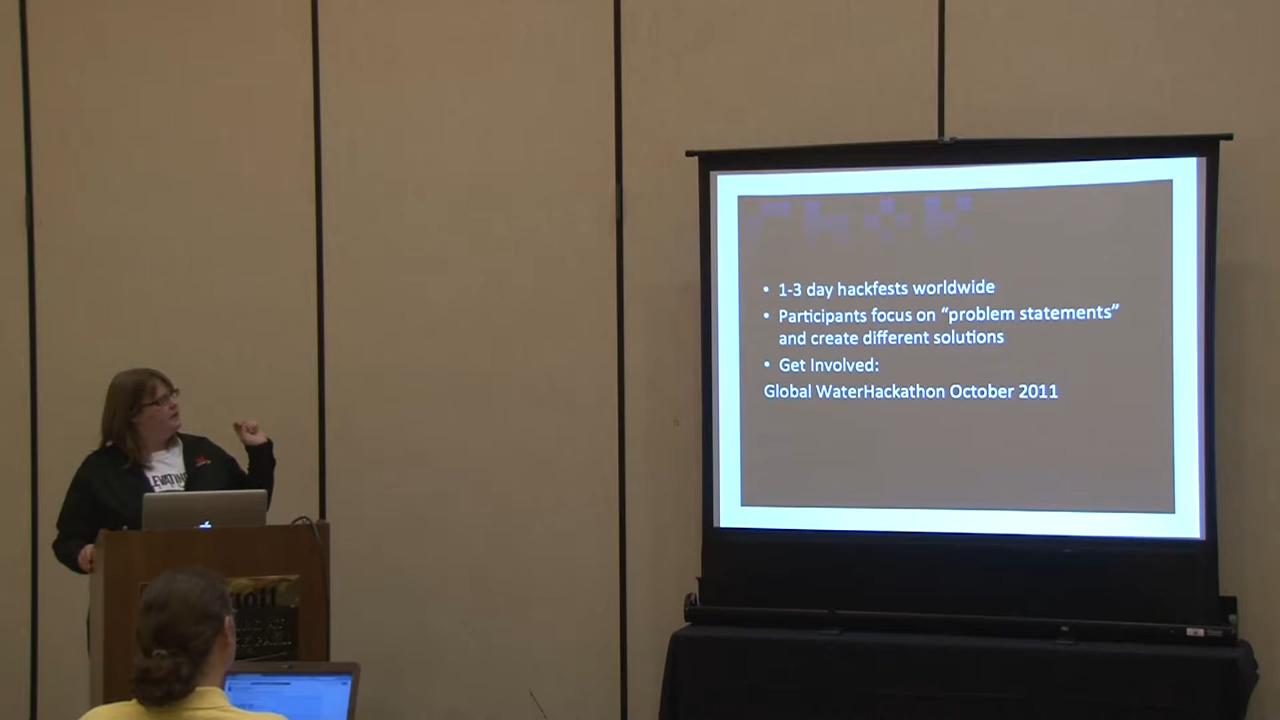 • 1-3 day hackfests worldwide
• Participants focus on “problem statements”
and create different solutions
• Get Involved:
Global WaterHackathon October 2011